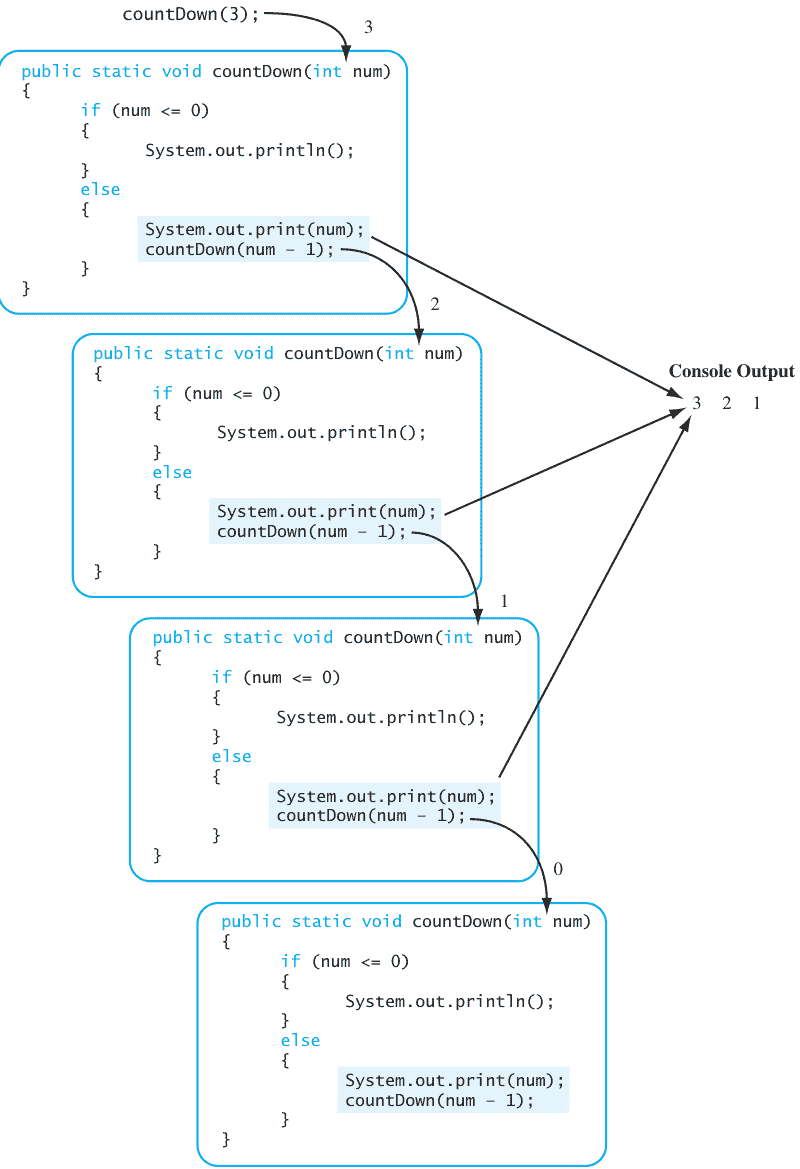 countDown(3);
3
public static void countDown(int num)
{
if (num <= 0)
{
System.out.println();
}
else
{
System.out.print(num);
countDown(num – 1);
}
}
2
public static void countDown(int num)
{
if (num <= 0)
{
System.out.println();
}
else
{
System.out.print(num);
countDown(num – 1);
}
}
Console Output
3 2 1
1
public static void countDown(int num)
{
if (num <= 0)
{
System.out.println();
}
else
{
System.out.print(num);
countDown(num – 1);
}
}
0
public static void countDown(int num)
{
if (num <= 0)
{
System.out.println();
}
else
{
System.out.print(num);
countDown(num – 1);
}
}